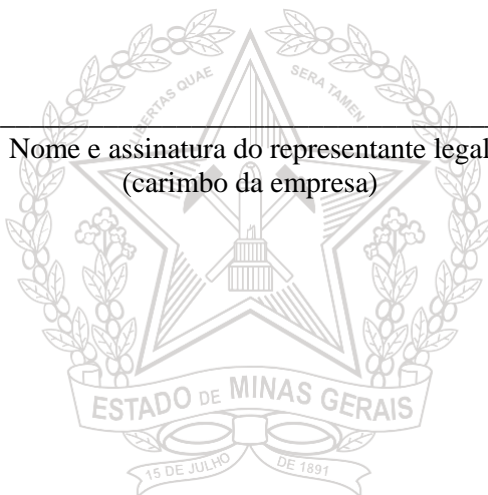 LIBERTAS QUAE SERA TAMEN
Nome e assinatura do representante legal
(carimbo da empresa)
ESTADO DE MINAS GERAIS
15 DE JULHO DE 1891